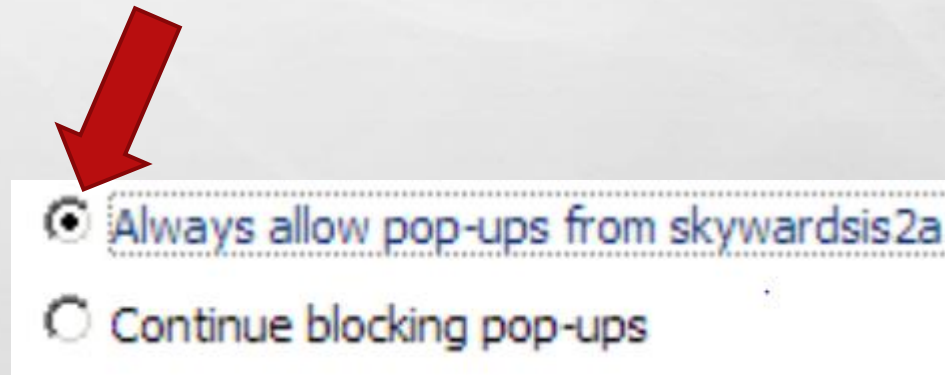 Always allow pop-ups from skywardsis2a
Continue blocking pop-ups